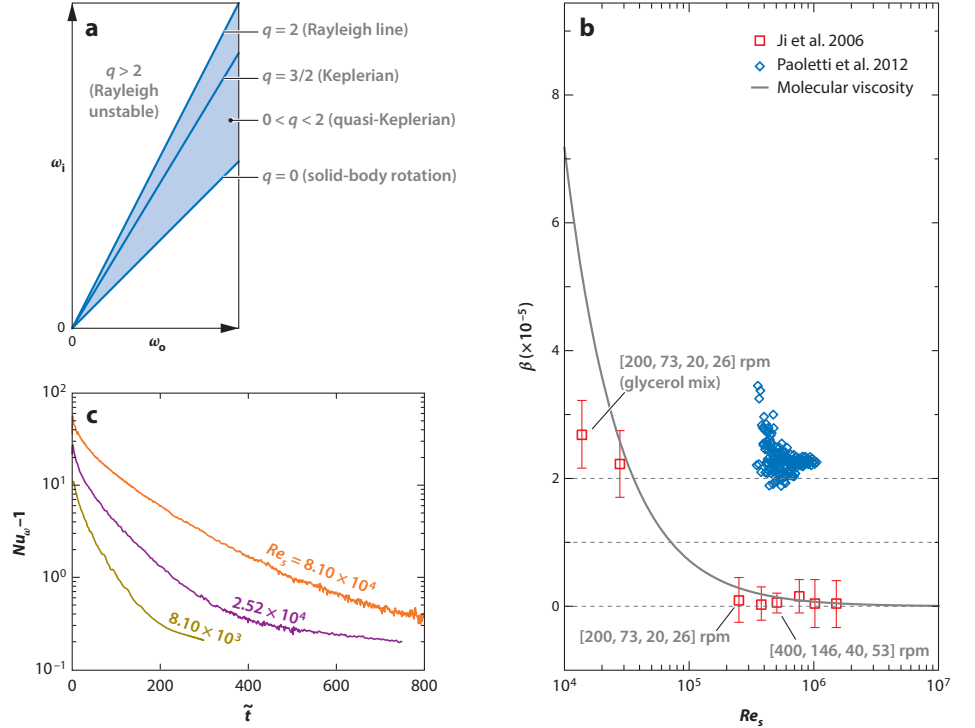 a
q > 2
(Rayleigh
unstable)
q = 2 (Rayleigh line)
q = 3/2 (Keplerian)
0 < q < 2 (quasi-Keplerian)
q = 0 (solid-body rotation)
ωi
0
0
ωo
b
Ji et al. 2006
Paoletti et al. 2012
Molecular viscosity
8
6
4
2
0
β (×10⁻⁵)
[200, 73, 20, 26] rpm
(glycerol mix)
[200, 73, 20, 26] rpm
[400, 146, 40, 53] rpm
10⁴
10⁵
10⁶
10⁷
Reₛ
c
10²
10¹
10⁰
10⁻¹
Nuω−1
Reₛ = 8.10 × 10⁴
2.52 × 10⁴
8.10 × 10³
0
200
400
600
800
t̃